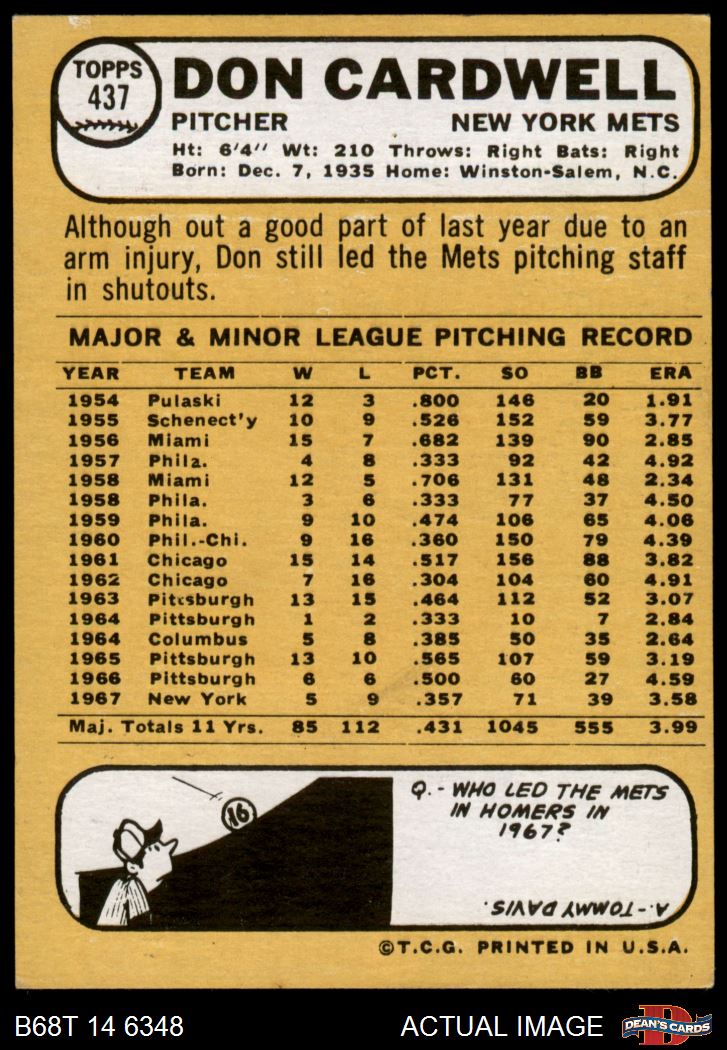 TOPPS
437
DON CARDWELL
PITCHER NEW YORK METS
Ht: 6'4" Wt: 210 Throws: Right Bats: Right
Born: Dec. 7, 1935 Home: Winston-Salem, N.C.
Although out a good part of last year due to an
arm injury, Don still led the Mets pitching staff
in shutouts.
MAJOR & MINOR LEAGUE PITCHING RECORD
YEAR TEAM W L PCT. SO BB ERA
1954 Pulaski 12 3 .800 146 20 1.91
1955 Schenect'y 10 9 .526 152 59 3.77
1956 Miami 15 7 .682 139 90 2.85
1957 Phila. 4 8 .333 92 42 4.92
1958 Miami 12 5 .706 131 48 2.34
1958 Phila. 3 6 .333 77 37 4.50
1959 Phila. 9 10 .474 106 65 4.06
1960 Phil.-Chi. 9 16 .360 150 79 4.39
1961 Chicago 15 14 .517 156 88 3.82
1962 Chicago 7 16 .304 104 60 4.91
1963 Pittsburgh 13 15 .464 112 52 3.07
1964 Pittsburgh 1 2 .333 10 7 2.84
1964 Columbus 5 8 .385 50 35 2.64
1965 Pittsburgh 13 10 .565 107 59 3.19
1966 Pittsburgh 6 6 .500 60 27 4.59
1967 New York 5 9 .357 71 39 3.58
Maj. Totals 11 Yrs. 85 112 .431 1045 555 3.99
16
Q.- WHO LED THE METS
IN HOMERS IN
1967?
A.- TOMMY DAVIS.
©T.C.G. PRINTED IN U.S.A.
B68T 14 6348 ACTUAL IMAGE D DEAN'S CARDS